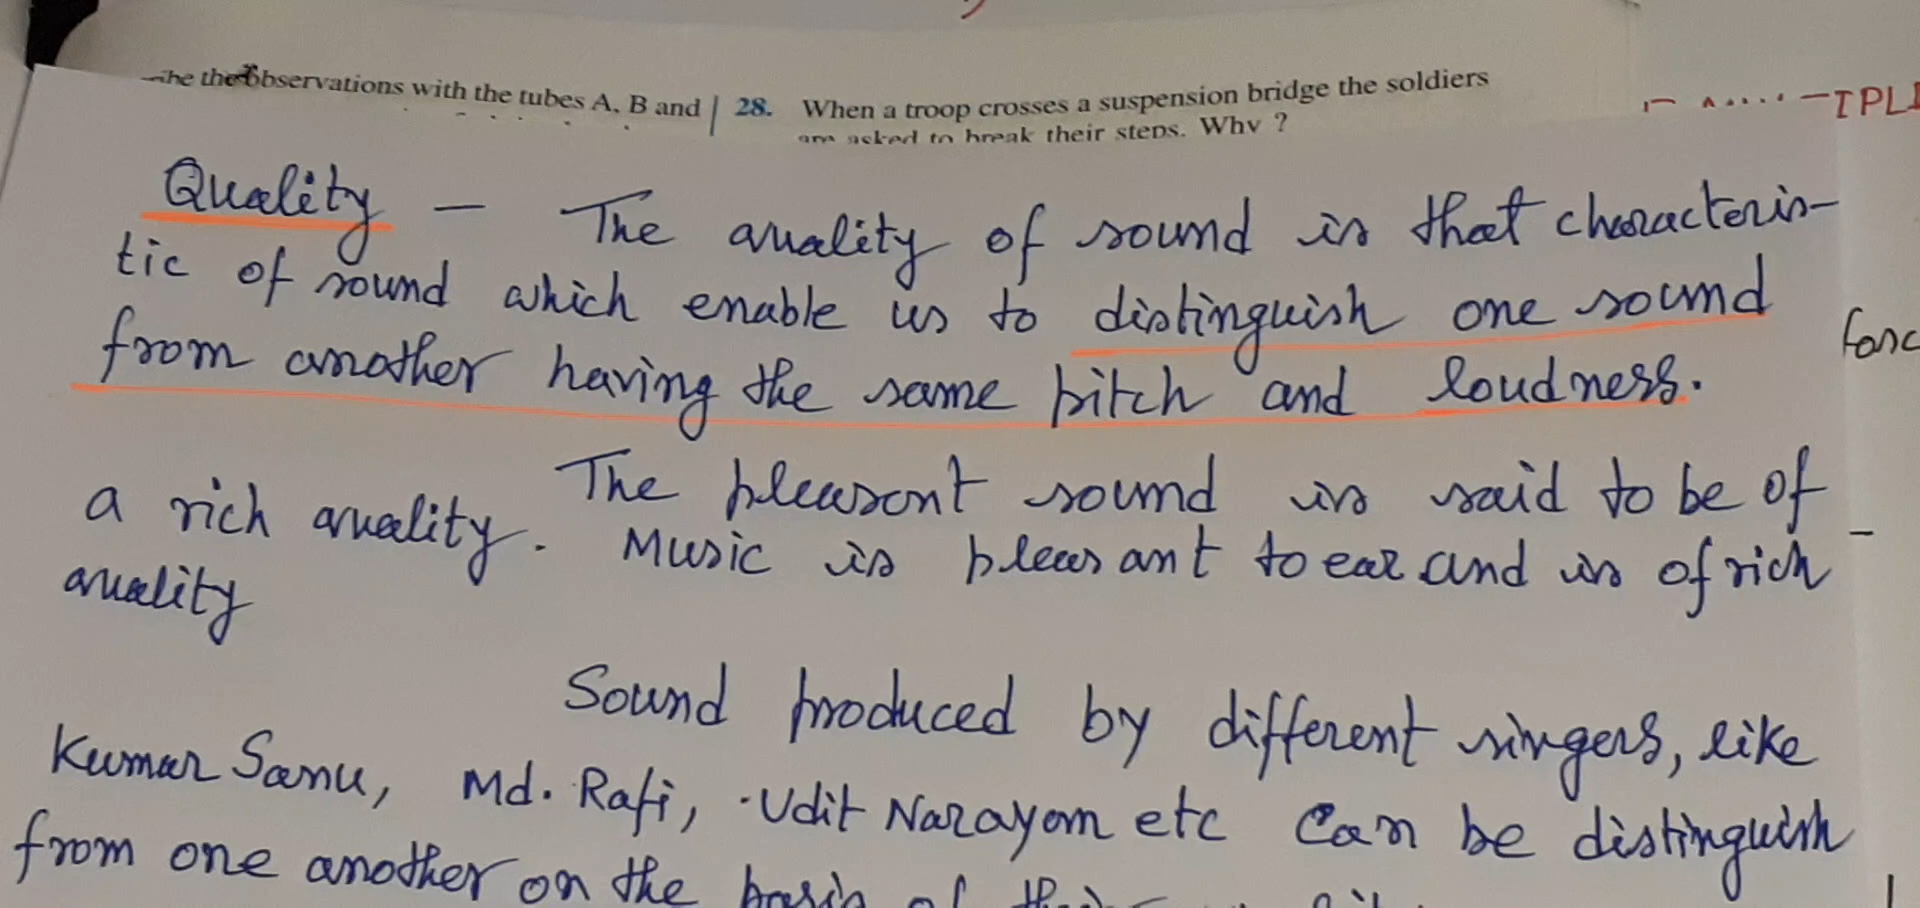 the observations with the tubes A, B and | 28. When a troop crosses a suspension bridge the soldiers
are asked to break their steps. Why ?
IPL
Quality — The quality of sound is that characteris-
tic of sound which enable us to distinguish one sound
from another having the same pitch and loudness.
The pleasant sound is said to be of
a rich quality. Music is pleasant to ear and is of rich
quality
Sound produced by different singers, like
Kumar Sanu, Md. Rafi, Udit Narayan etc can be distinguish
from one another on the basis of